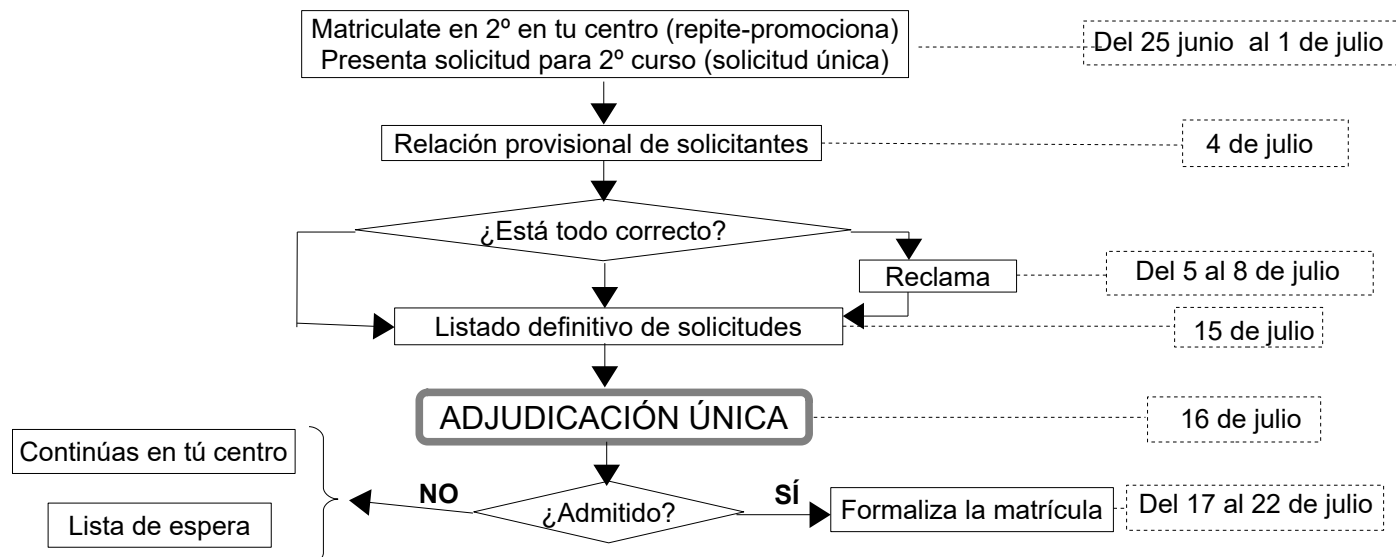 Matriculate en 2º en tu centro (repite-promociona)
Presenta solicitud para 2º curso (solicitud única)
Del 25 junio al 1 de julio
Relación provisional de solicitantes
4 de julio
¿Está todo correcto?
Reclama
Del 5 al 8 de julio
Listado definitivo de solicitudes
15 de julio
ADJUDICACIÓN ÚNICA
16 de julio
Continúas en tú centro
Lista de espera
NO
¿Admitido?
SÍ
Formaliza la matrícula
Del 17 al 22 de julio